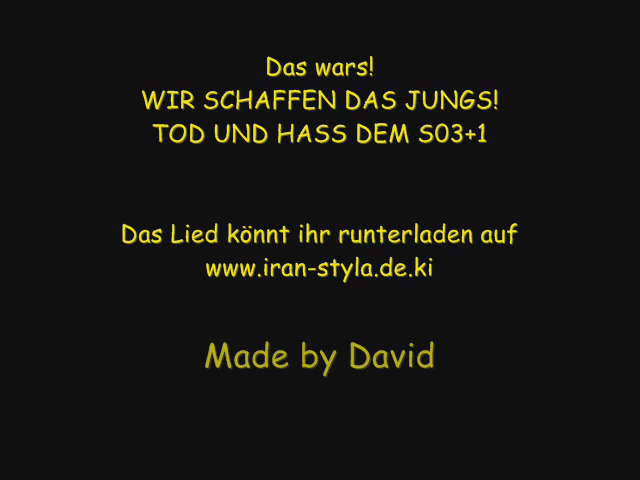 Das wars!
WIR SCHAFFEN DAS JUNGS!
TOD UND HASS DEM S03+1
Das Lied könnt ihr runterladen auf
www.iran-styla.de.ki
Made by David